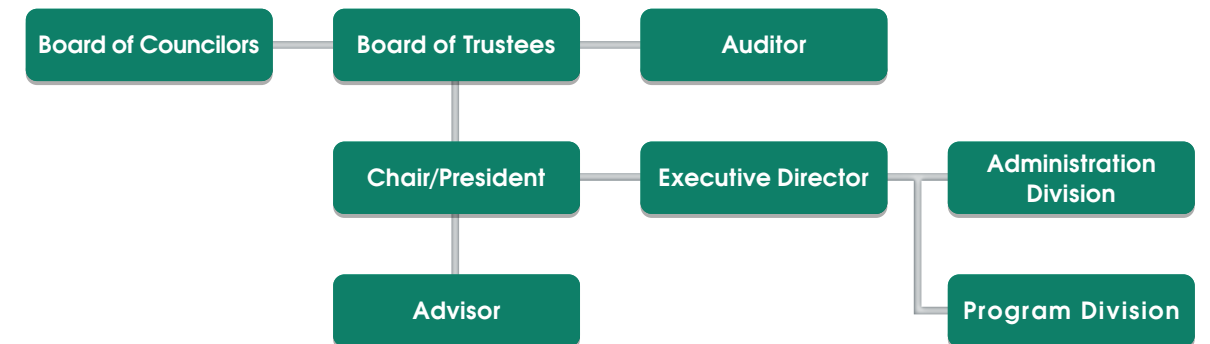 Board of Councilors
Board of Trustees
Auditor
Chair/President
Executive Director
Administration
Division
Advisor
Program Division